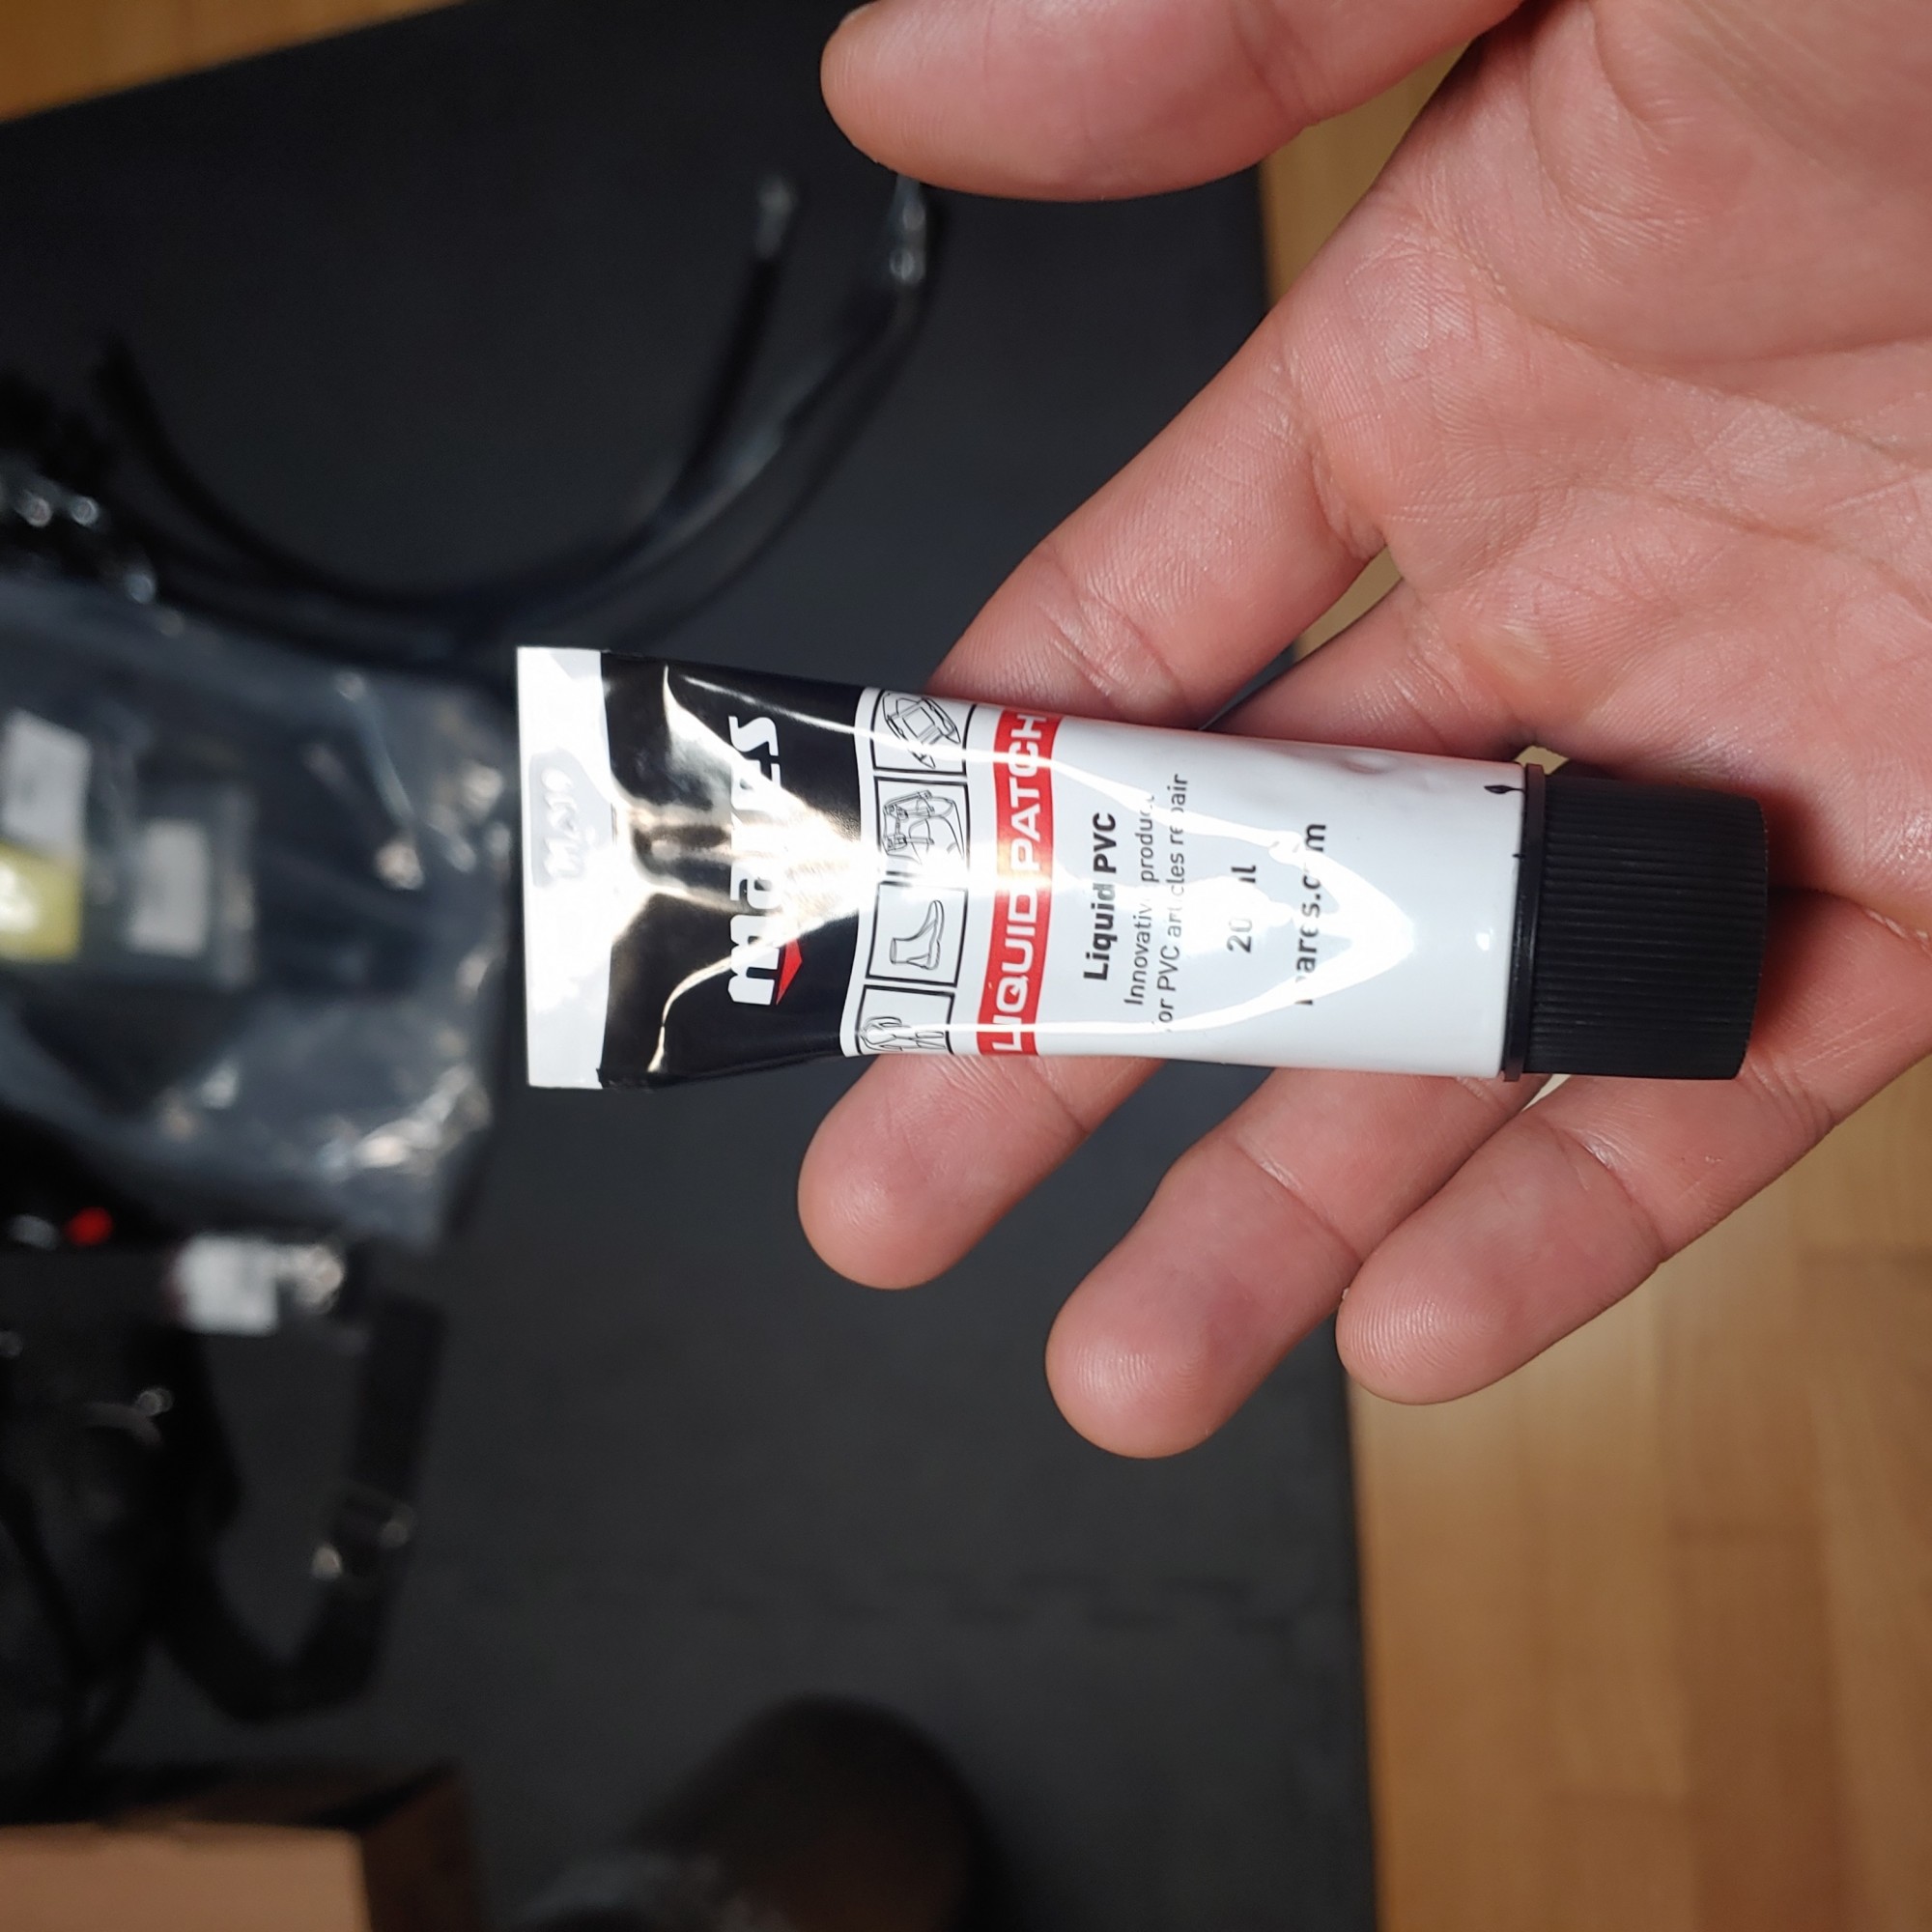 mares
LIQUID PATCH
Liquid PVC
Innovative product
for PVC articles repair
20 ml
mares.com